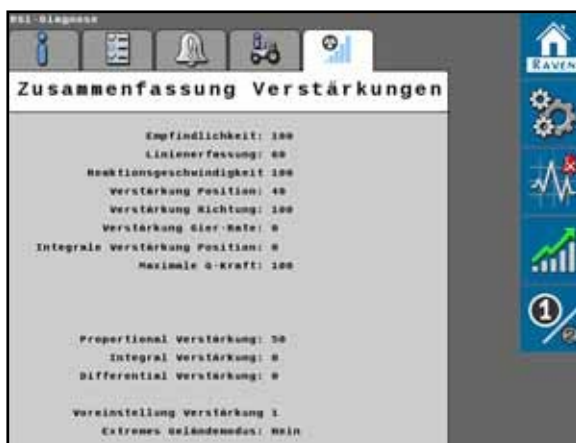 RS1-Diagnose
RAVEN
Zusammenfassung Verstärkungen
Empfindlichkeit: 100
Linienerfassung: 60
Reaktionsgeschwindigkeit 100
Verstärkung Position: 40
Verstärkung Richtung: 100
Verstärkung Gier-Rate: 0
Integrale Verstärkung Position: 0
Maximale G-Kraft: 100
Proportional Verstärkung: 50
Integral Verstärkung: 0
Differential Verstärkung: 0
Voreinstellung Verstärkung 1
Extremes Geländemodus: Nein
1/2